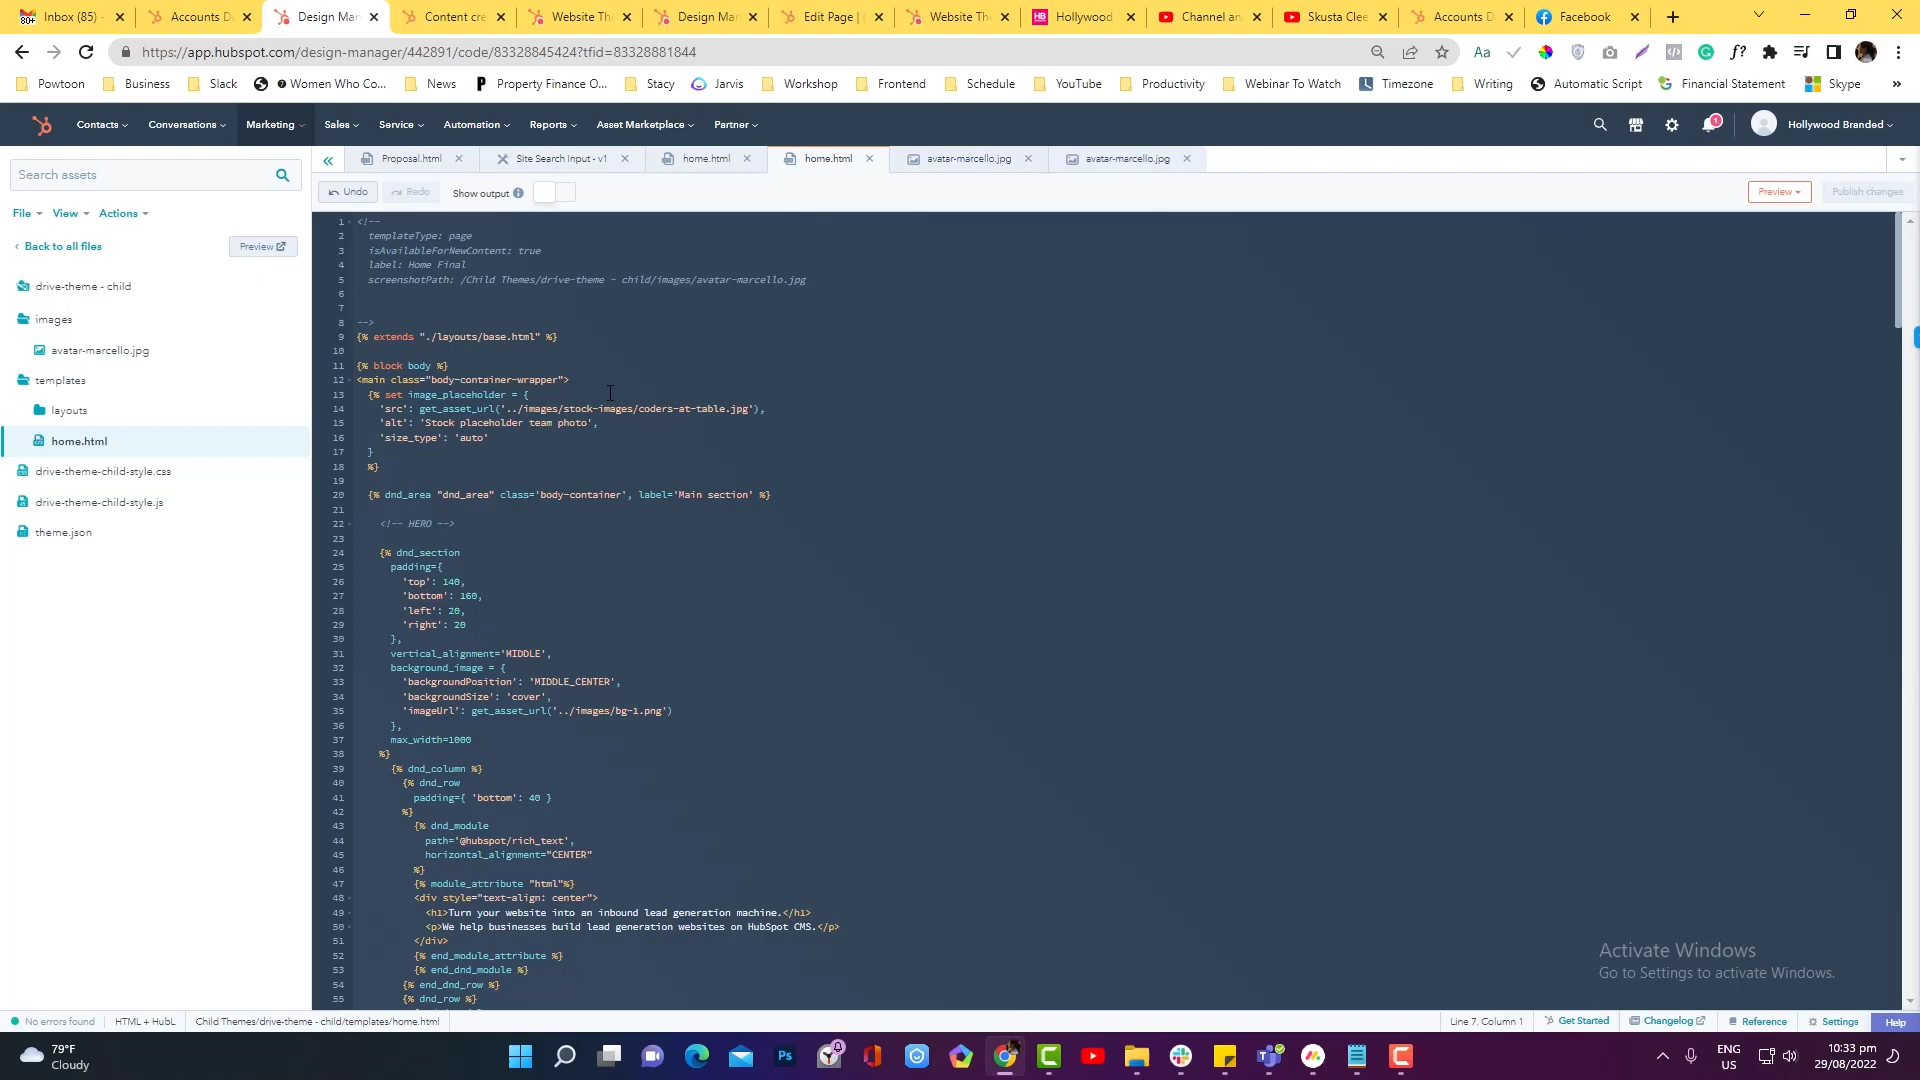 Inbox (85) -
Accounts D
Design Man
Content cre
Website Th
Design Man
Edit Page |
Website The
Hollywood
Channel an
Skusta Clee
Accounts D
Facebook
https://app.hubspot.com/design-manager/442891/code/83328845424?tfid=83328881844
Powtoon
Business
Slack
Women Who Co...
News
Property Finance O...
Stacy
Jarvis
Workshop
Frontend
Schedule
YouTube
Productivity
Webinar To Watch
Timezone
Writing
Automatic Script
Financial Statement
Skype
Contacts
Conversations
Marketing
Sales
Service
Automation
Reports
Asset Marketplace
Partner
1
Hollywood Branded
Search assets
Proposal.html
Site Search Input - v1
home.html
home.html
avatar-marcello.jpg
avatar-marcello.jpg
Undo
Redo
Show output
Preview
Publish changes
File
View
Actions
Back to all files
Preview
drive-theme - child
images
avatar-marcello.jpg
templates
layouts
home.html
drive-theme-child-style.css
drive-theme-child-style.js
theme.json
1 <!--
2 templateType: page
3 isAvailableForNewContent: true
4 label: Home Final
5 screenshotPath: /Child Themes/drive-theme - child/images/avatar-marcello.jpg
6
7
8 -->
9 {% extends "./layouts/base.html" %}
10
11 {% block body %}
12 <main class="body-container-wrapper">
13 {% set image_placeholder = {
14 'src': get_asset_url('../images/stock-images/coders-at-table.jpg'),
15 'alt': 'Stock placeholder team photo',
16 'size_type': 'auto'
17 }
18 %}
19
20 {% dnd_area "dnd_area" class='body-container', label='Main section' %}
21
22 <!-- HERO -->
23
24 {% dnd_section
25 padding={
26 'top': 140,
27 'bottom': 160,
28 'left': 20,
29 'right': 20
30 },
31 vertical_alignment='MIDDLE',
32 background_image = {
33 'backgroundPosition': 'MIDDLE_CENTER',
34 'backgroundSize': 'cover',
35 'imageUrl': get_asset_url('../images/bg-1.png')
36 },
37 max_width=1000
38 %}
39 {% dnd_column %}
40 {% dnd_row
41 padding={ 'bottom': 40 }
42 %}
43 {% dnd_module
44 path='@hubspot/rich_text',
45 horizontal_alignment="CENTER"
46 %}
47 {% module_attribute "html"%}
48 <div style="text-align: center">
49 <h1>Turn your website into an inbound lead generation machine.</h1>
50 <p>We help businesses build lead generation websites on HubSpot CMS.</p>
51 </div>
52 {% end_module_attribute %}
53 {% end_dnd_module %}
54 {% end_dnd_row %}
55 {% dnd_row %}
Activate Windows
Go to Settings to activate Windows.
No errors found
HTML + HubL
Child Themes/drive-theme - child/templates/home.html
Line 7, Column 1
Get Started
Changelog
Reference
Settings
Help
79°F
Cloudy
ENG
US
10:33 pm
29/08/2022